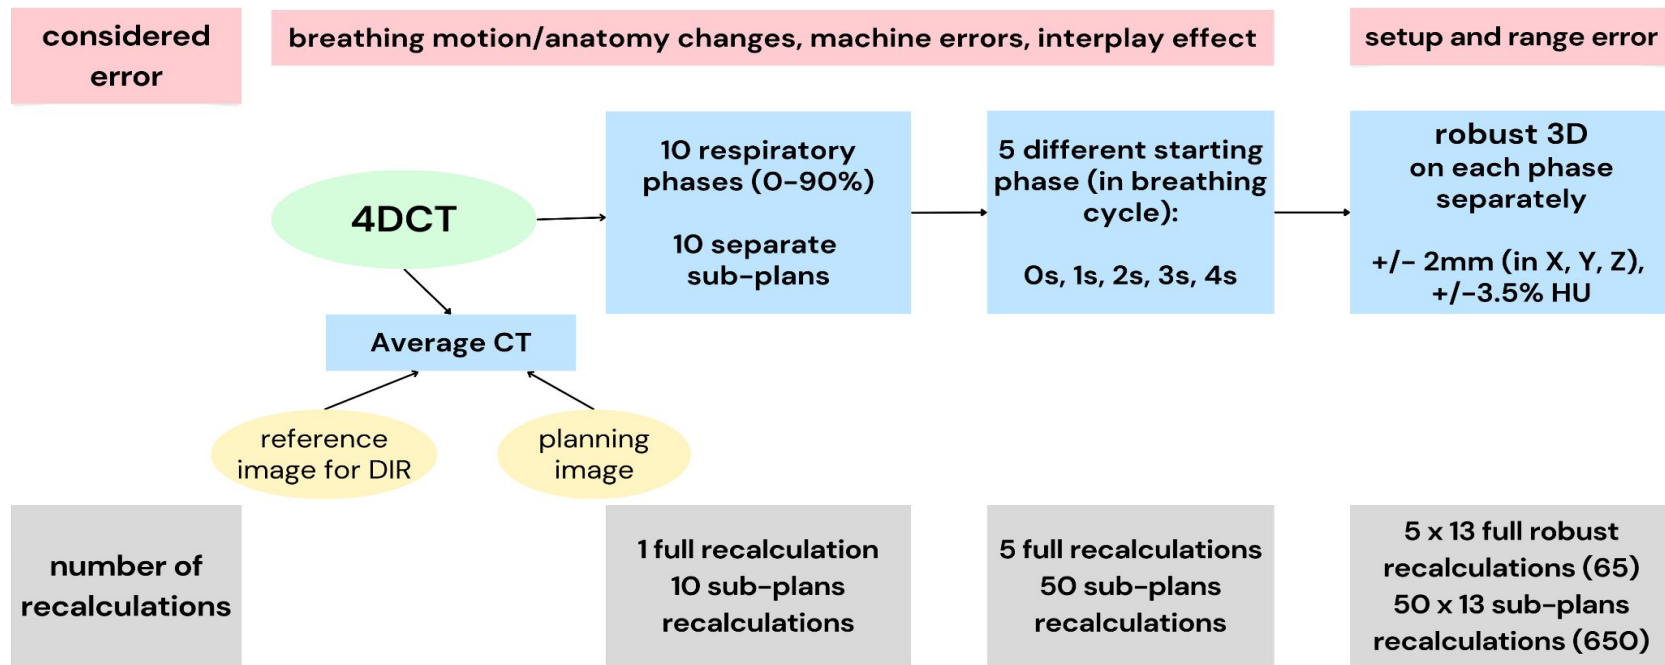 considered
error
breathing motion/anatomy changes, machine errors, interplay effect
setup and range error
4DCT
10 respiratory
phases (0-90%)
10 separate
sub-plans
5 different starting
phase (in breathing
cycle):
0s, 1s, 2s, 3s, 4s
robust 3D
on each phase
separately
+/- 2mm (in X, Y, Z),
+/-3.5% HU
Average CT
reference
image for DIR
planning
image
number of
recalculations
1 full recalculation
10 sub-plans
recalculations
5 full recalculations
50 sub-plans
recalculations
5 x 13 full robust
recalculations (65)
50 x 13 sub-plans
recalculations (650)